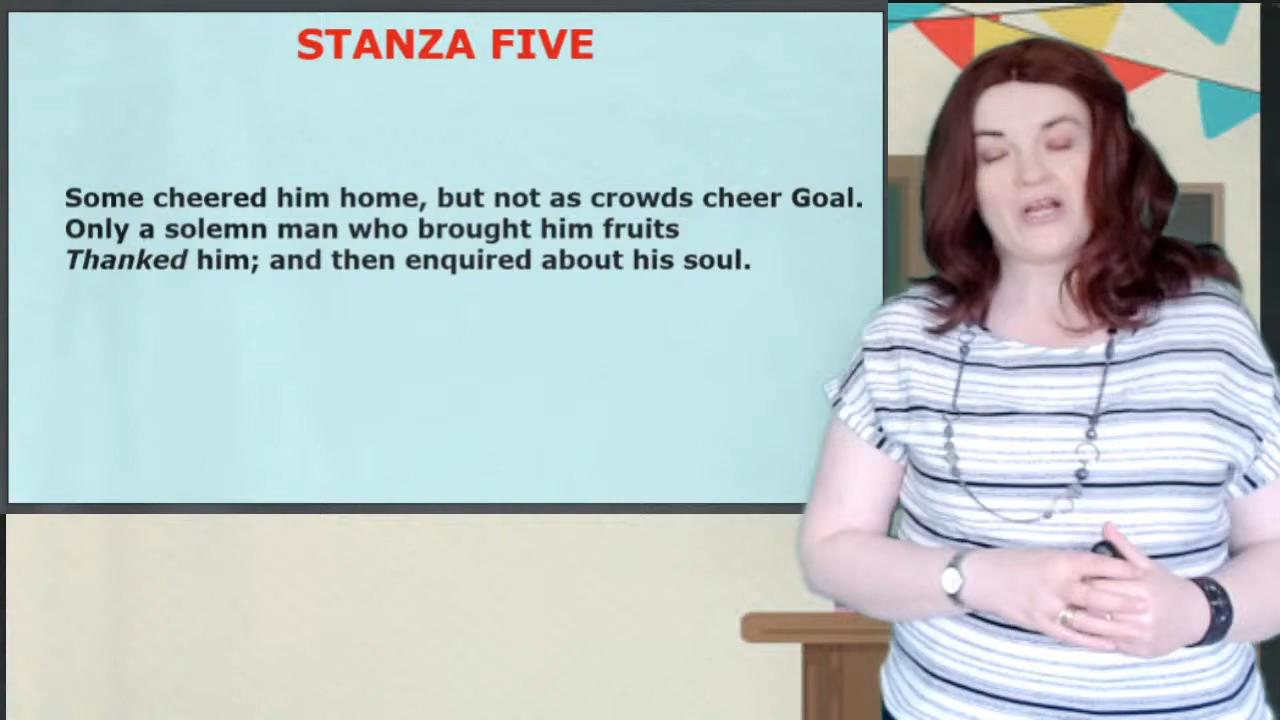 STANZA FIVE
Some cheered him home, but not as crowds cheer Goal.
Only a solemn man who brought him fruits
Thanked him; and then enquired about his soul.